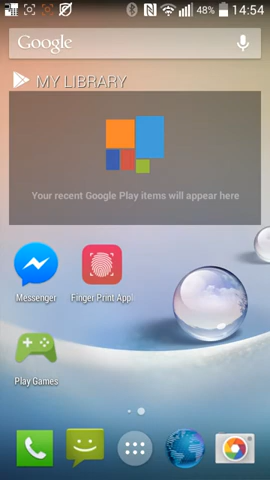 48% 14:54
Google
MY LIBRARY
Your recent Google Play items will appear here
Messenger
Finger Print App!
Play Games